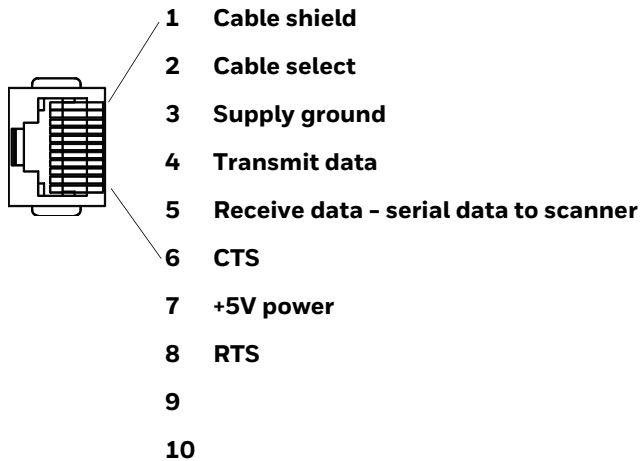 1 Cable shield
2 Cable select
3 Supply ground
4 Transmit data
5 Receive data - serial data to scanner
6 CTS
7 +5V power
8 RTS
9
10